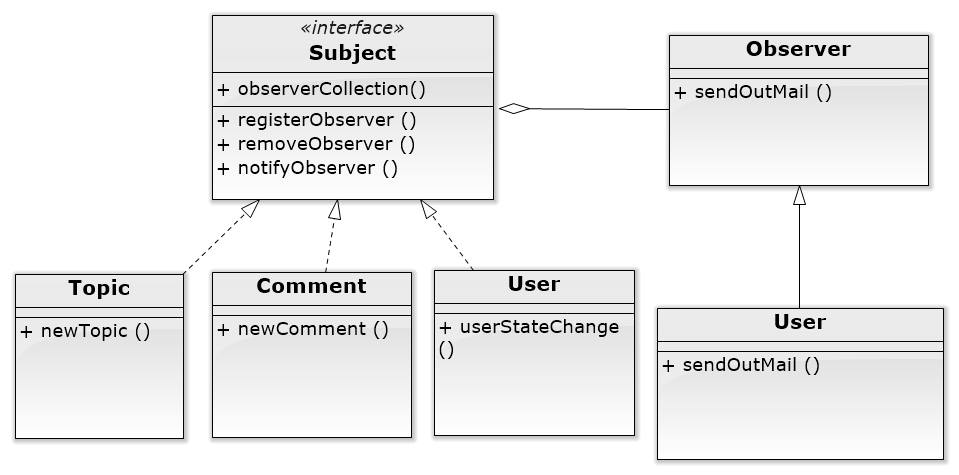 «interface»
Subject
+ observerCollection()
+ registerObserver ()
+ removeObserver ()
+ notifyObserver ()
Observer
+ sendOutMail ()
Topic
+ newTopic ()
Comment
+ newComment ()
User
+ userStateChange
()
User
+ sendOutMail ()